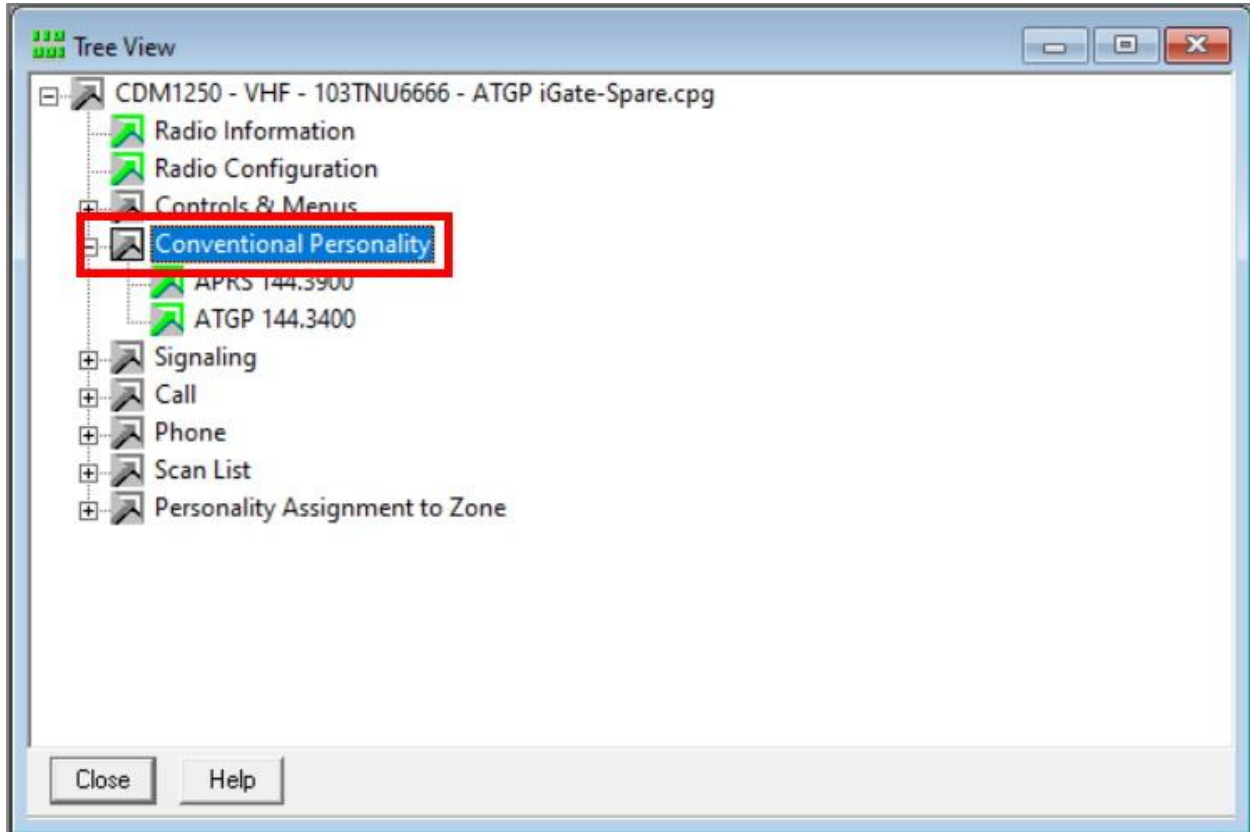 Tree View
CDM1250 - VHF - 103TNU6666 - ATGP iGate-Spare.cpg
Radio Information
Radio Configuration
Controls & Menus
Conventional Personality
APRS 144.3900
ATGP 144.3400
Signaling
Call
Phone
Scan List
Personality Assignment to Zone
Close Help